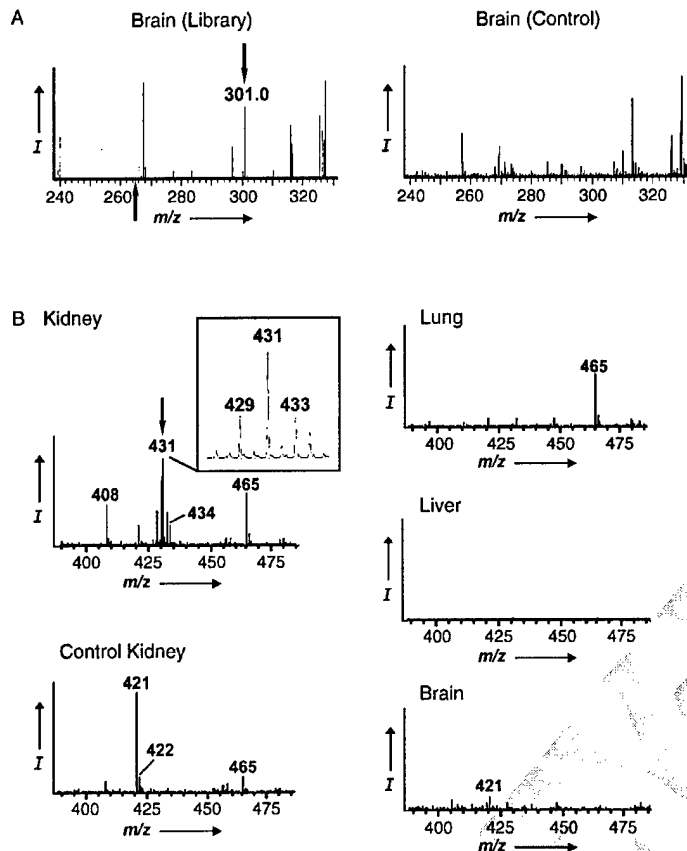 A
Brain (Library)
Brain (Control)
301.0
I
240 260 280 300 320
m/z
I
240 260 280 300 320
m/z
B
Kidney
431
429
433
431
408
434
465
I
400 425 450 475
m/z
Control Kidney
421
422
465
I
400 425 450 475
m/z
Lung
465
I
400 425 450 475
m/z
Liver
I
400 425 450 475
m/z
Brain
421
I
400 425 450 475
m/z